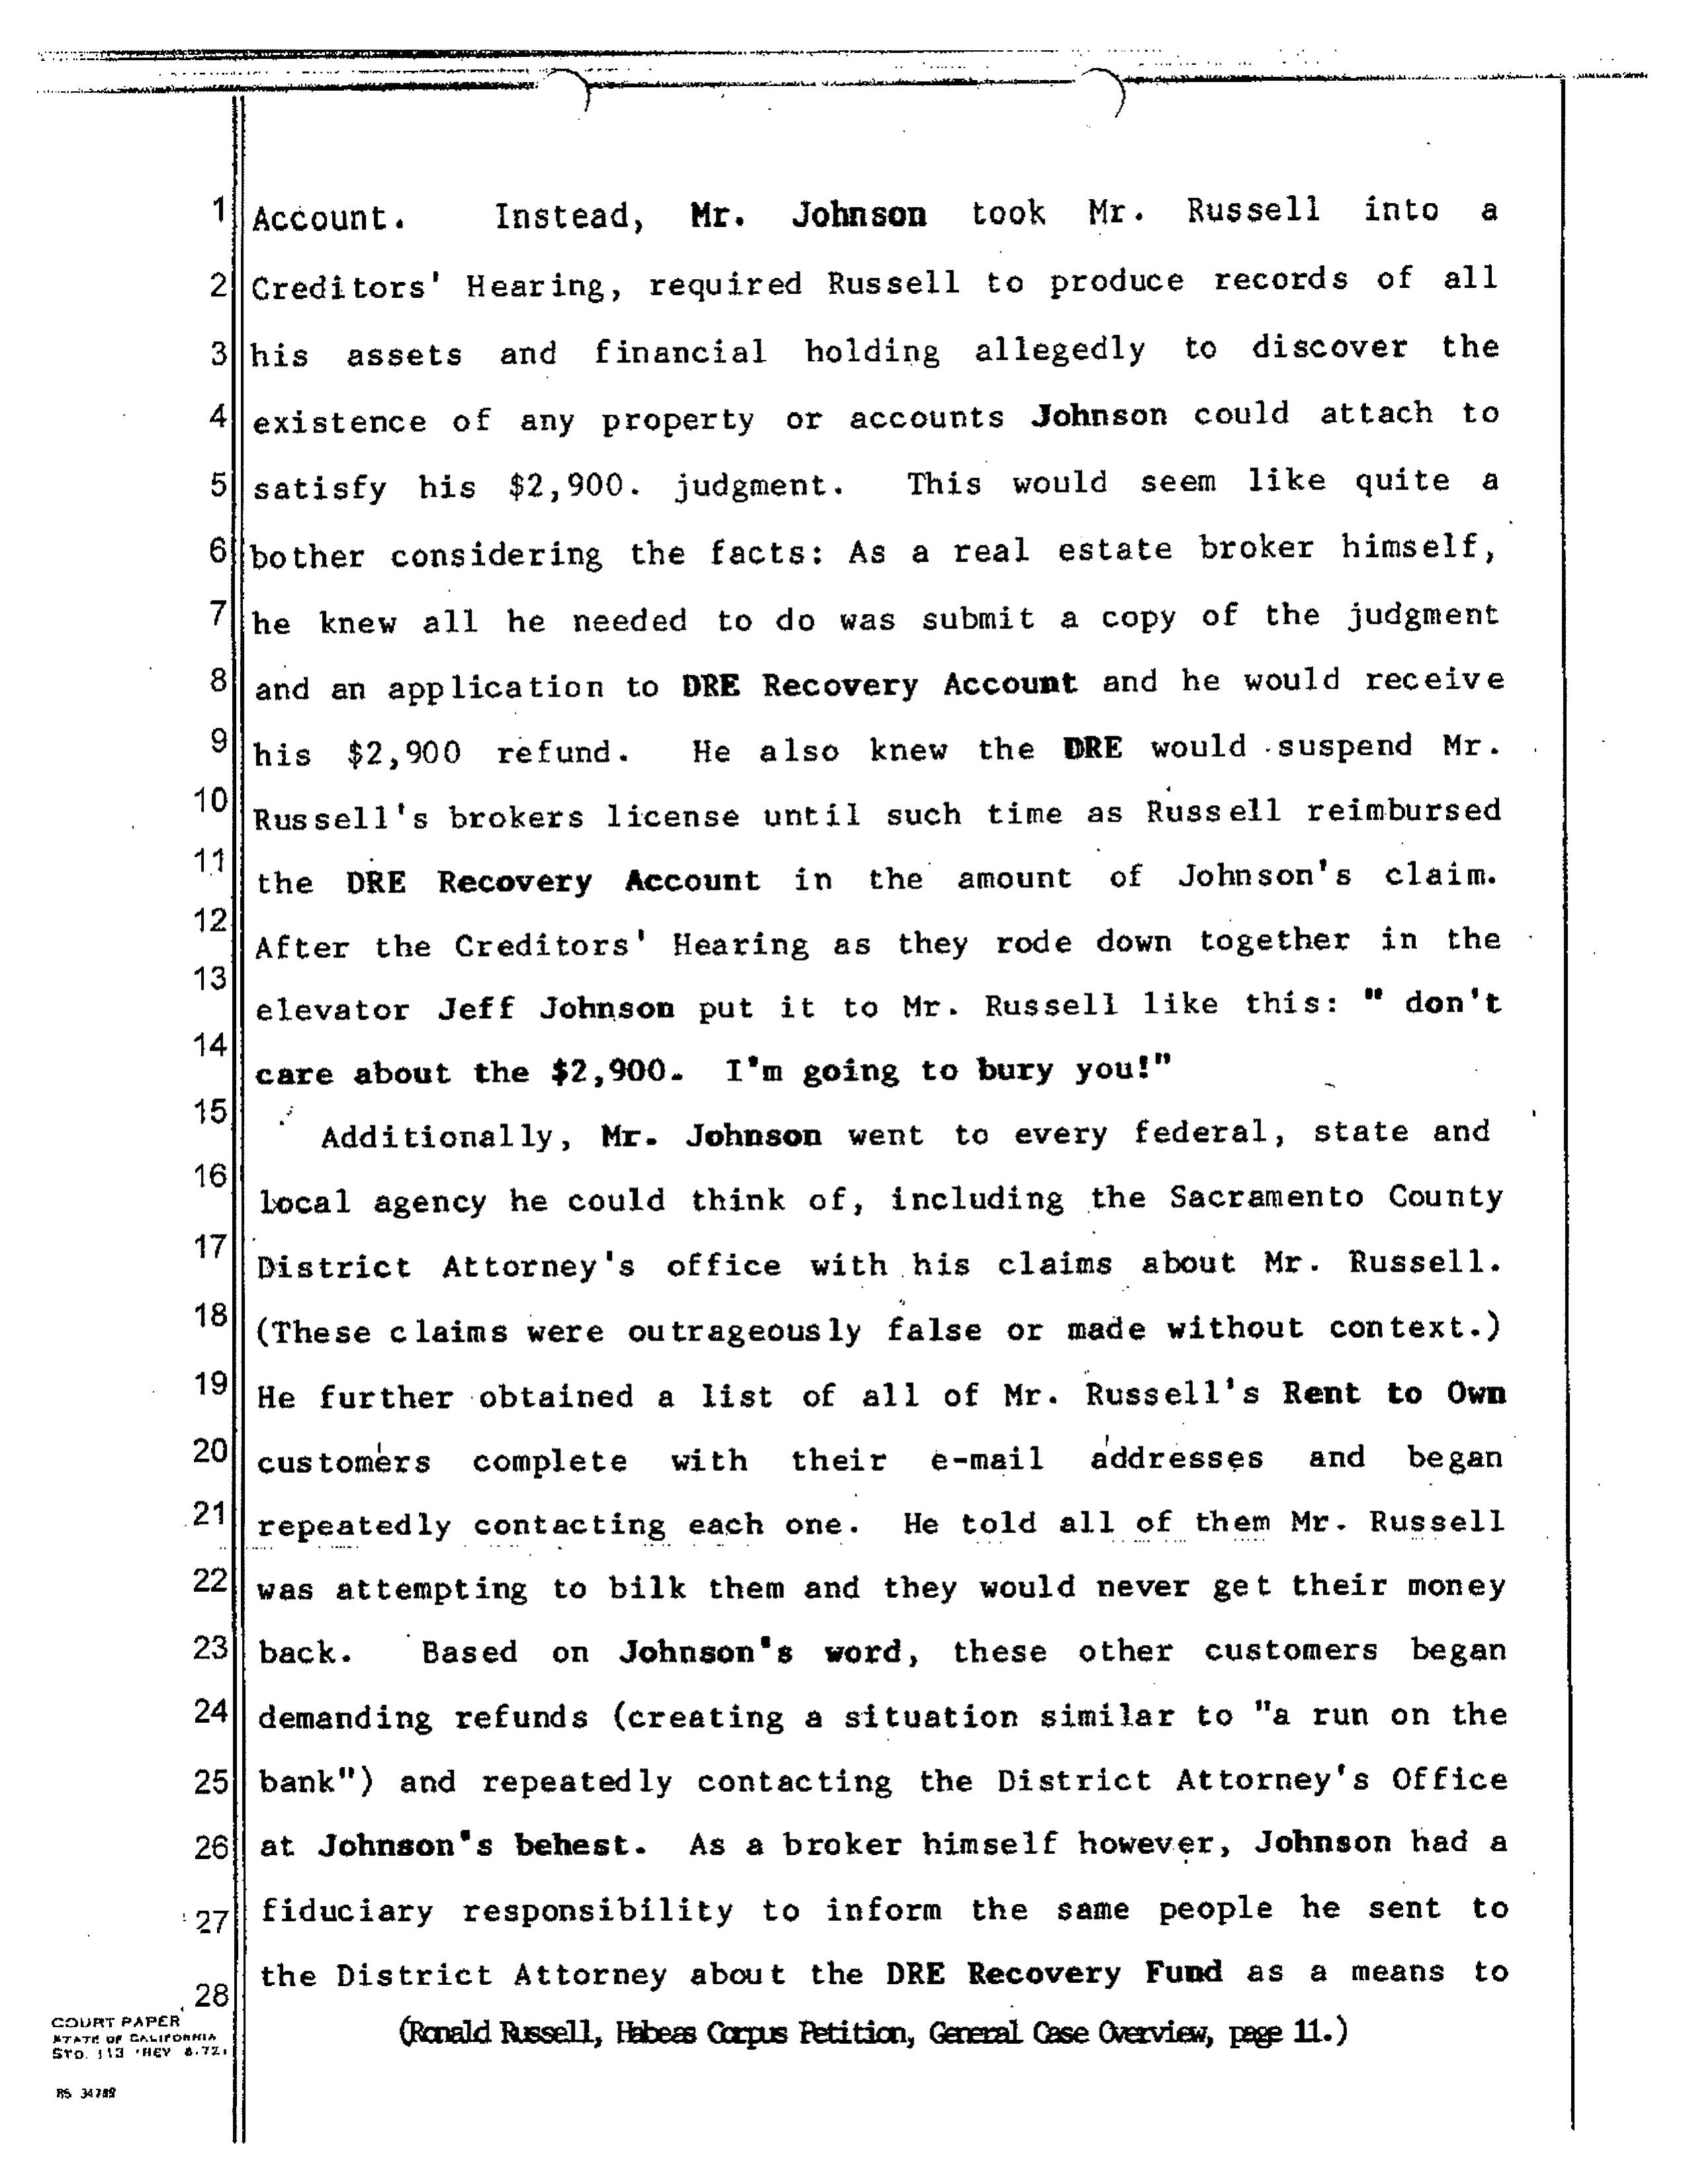 1 Account. Instead, Mr. Johnson took Mr. Russell into a
2 Creditors' Hearing, required Russell to produce records of all
3 his assets and financial holding allegedly to discover the
4 existence of any property or accounts Johnson could attach to
5 satisfy his $2,900. judgment. This would seem like quite a
6 bother considering the facts: As a real estate broker himself,
7 he knew all he needed to do was submit a copy of the judgment
8 and an application to DRE Recovery Account and he would receive
9 his $2,900 refund. He also knew the DRE would suspend Mr.
10 Russell's brokers license until such time as Russell reimbursed
11 the DRE Recovery Account in the amount of Johnson's claim.
12 After the Creditors' Hearing as they rode down together in the
13 elevator Jeff Johnson put it to Mr. Russell like this: " don't
14 care about the $2,900. I'm going to bury you!"
15 Additionally, Mr. Johnson went to every federal, state and
16 local agency he could think of, including the Sacramento County
17 District Attorney's office with his claims about Mr. Russell.
18 (These claims were outrageously false or made without context.)
19 He further obtained a list of all of Mr. Russell's Rent to Own
20 customers complete with their e-mail addresses and began
21 repeatedly contacting each one. He told all of them Mr. Russell
22 was attempting to bilk them and they would never get their money
23 back. Based on Johnson's word, these other customers began
24 demanding refunds (creating a situation similar to "a run on the
25 bank") and repeatedly contacting the District Attorney's Office
26 at Johnson's behest. As a broker himself however, Johnson had a
27 fiduciary responsibility to inform the same people he sent to
28 the District Attorney about the DRE Recovery Fund as a means to
(Ronald Russell, Habeas Corpus Petition, General Case Overview, page 11.)
COURT PAPER
STATE OF CALIFORNIA
STD. 113 (REV 8-72)